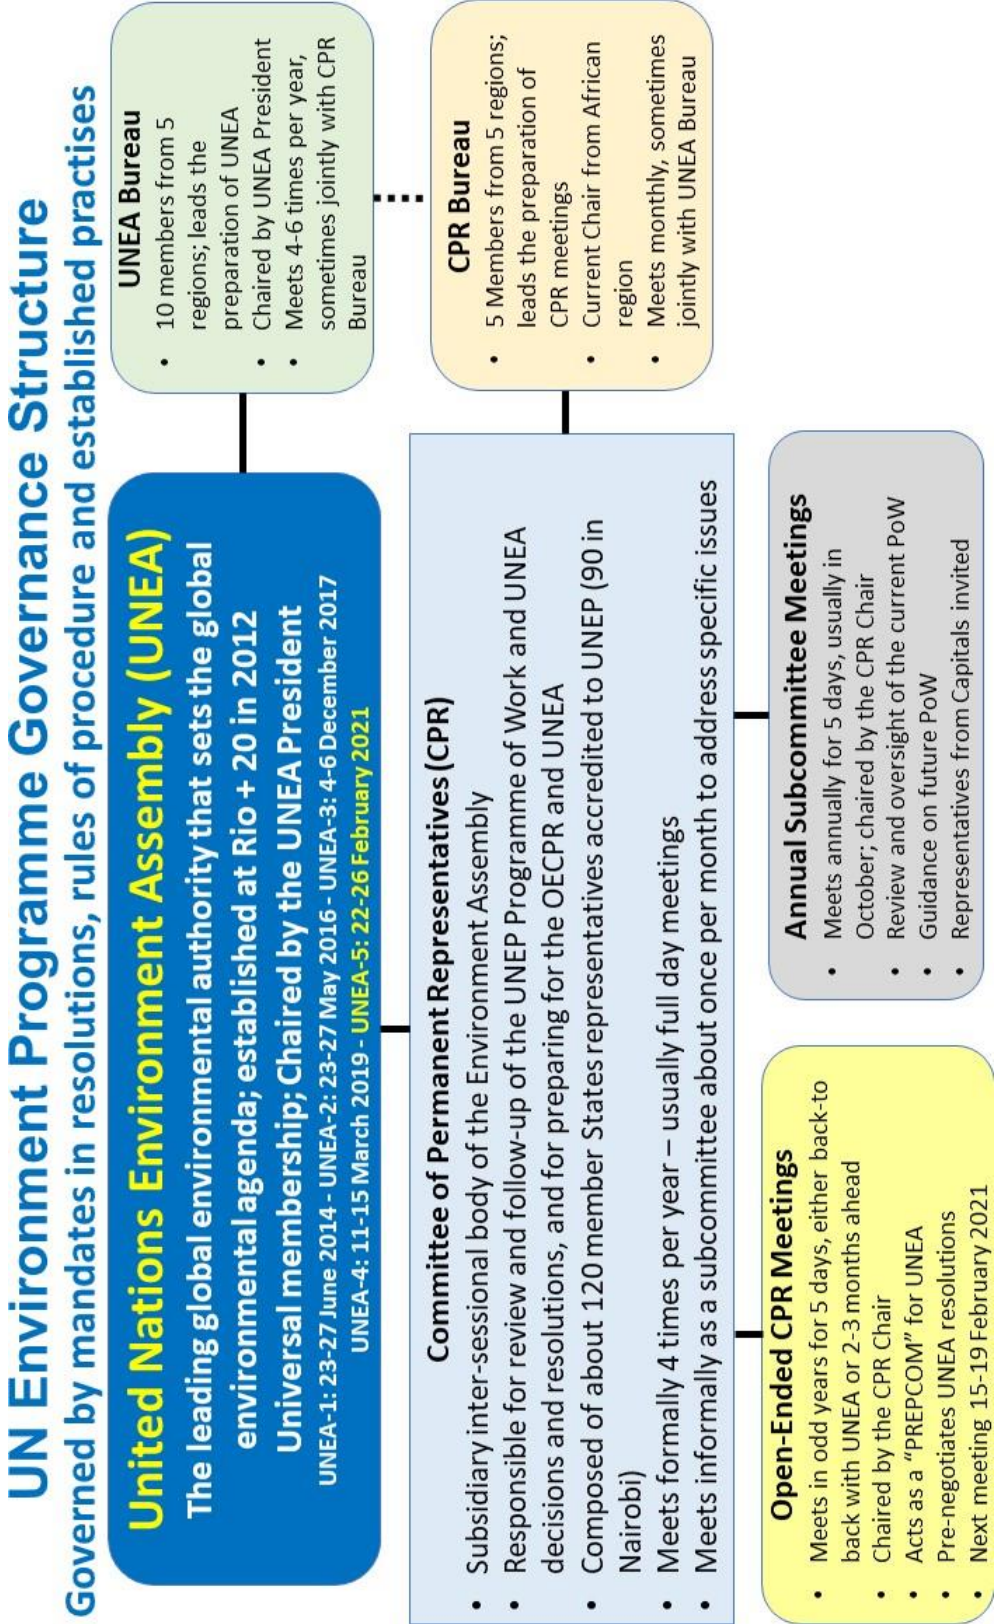 UN Environment Programme Governance Structure
Governed by mandates in resolutions, rules of procedure and established practises
United Nations Environment Assembly (UNEA)
The leading global environmental authority that sets the global
environmental agenda; established at Rio + 20 in 2012
Universal membership; Chaired by the UNEA President
UNEA-1: 23-27 June 2014 - UNEA-2: 23-27 May 2016 - UNEA-3: 4-6 December 2017
UNEA-4: 11-15 March 2019 - UNEA-5: 22-26 February 2021
UNEA Bureau
• 10 members from 5
regions; leads the
preparation of UNEA
• Chaired by UNEA President
• Meets 4-6 times per year,
sometimes jointly with CPR
Bureau
Committee of Permanent Representatives (CPR)
• Subsidiary inter-sessional body of the Environment Assembly
• Responsible for review and follow-up of the UNEP Programme of Work and UNEA
decisions and resolutions, and for preparing for the OECPR and UNEA
• Composed of about 120 member States representatives accredited to UNEP (90 in
Nairobi)
• Meets formally 4 times per year – usually full day meetings
• Meets informally as a subcommittee about once per month to address specific issues
CPR Bureau
• 5 Members from 5 regions;
leads the preparation of
CPR meetings
• Current Chair from African
region
• Meets monthly, sometimes
jointly with UNEA Bureau
Open-Ended CPR Meetings
• Meets in odd years for 5 days, either back-to
back with UNEA or 2-3 months ahead
• Chaired by the CPR Chair
• Acts as a “PREPCOM” for UNEA
• Pre-negotiates UNEA resolutions
• Next meeting 15-19 February 2021
Annual Subcommittee Meetings
• Meets annually for 5 days, usually in
October; chaired by the CPR Chair
• Review and oversight of the current PoW
• Guidance on future PoW
• Representatives from Capitals invited